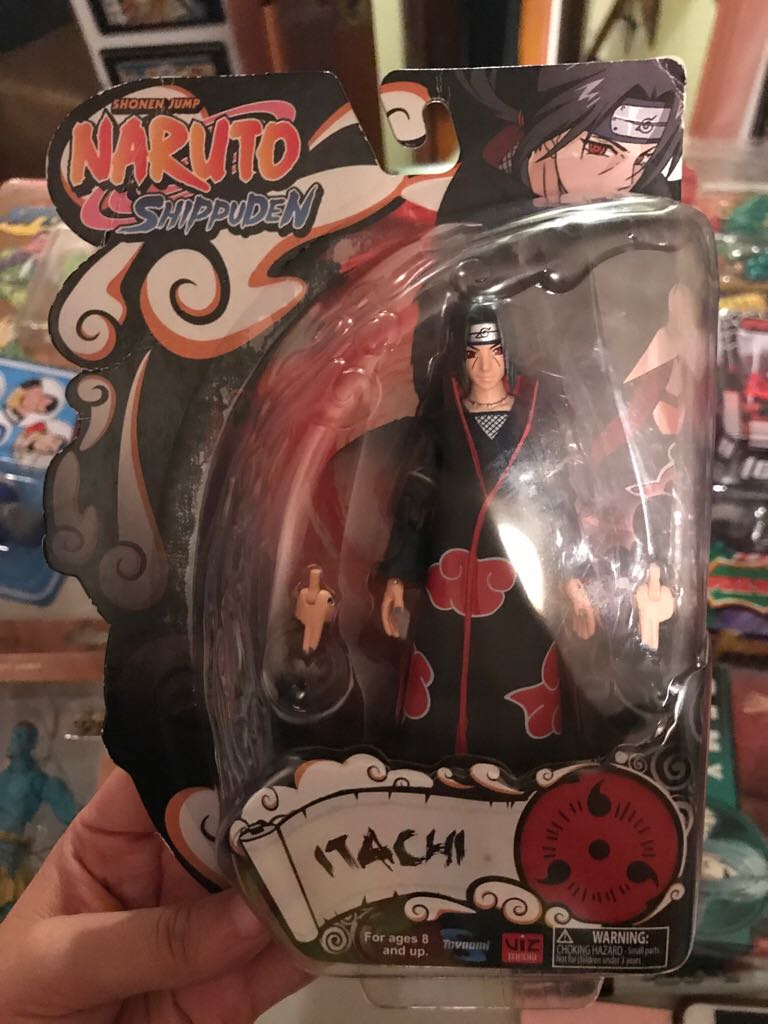 SHONEN JUMP
NARUTO
SHIPPUDEN
ITACHI
For ages 8
and up.
Toynami
VIZ
media
WARNING:
CHOKING HAZARD - Small parts.
Not for children under 3 years.